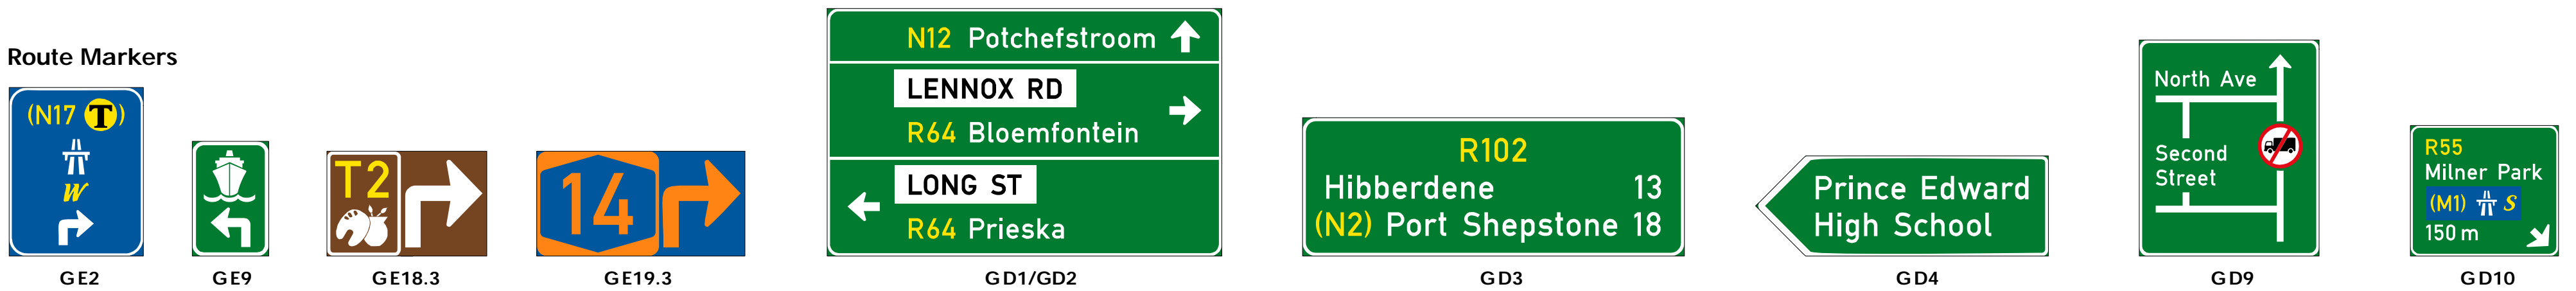 Route Markers
(N17 T)
W
GE2
GE9
T2
GE18.3
14
GE19.3
N12 Potchefstroom
LENNOX RD
R64 Bloemfontein
LONG ST
R64 Prieska
GD1/GD2
R102
Hibberdene 13
(N2) Port Shepstone 18
GD3
Prince Edward
High School
GD4
North Ave
Second
Street
GD9
R55
Milner Park
(M1) S
150 m
GD10